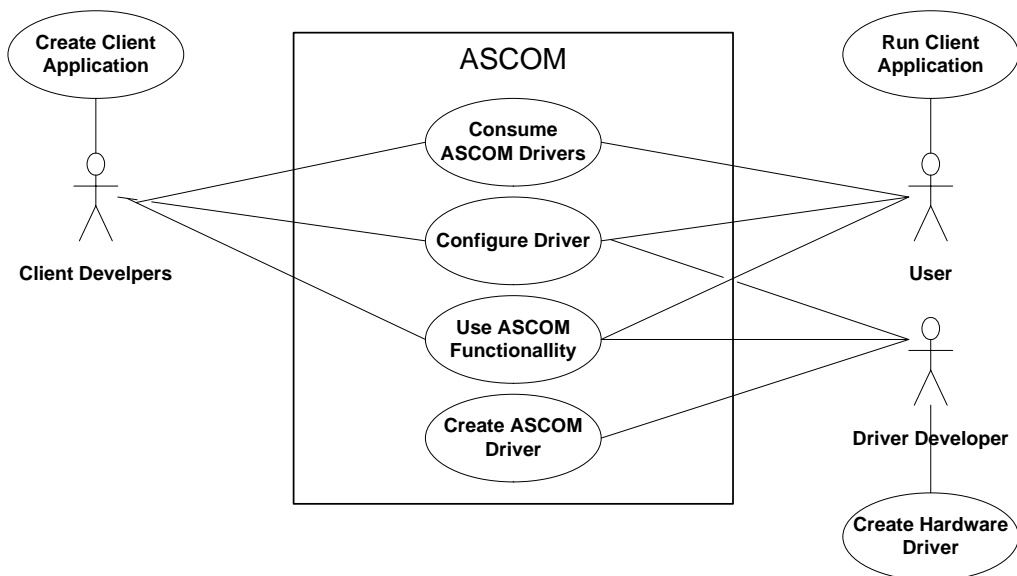 Create Client
Application
ASCOM
Run Client
Application
Consume
ASCOM Drivers
Configure Driver
Client Develpers
User
Use ASCOM
Functionallity
Create ASCOM
Driver
Driver Developer
Create Hardware
Driver